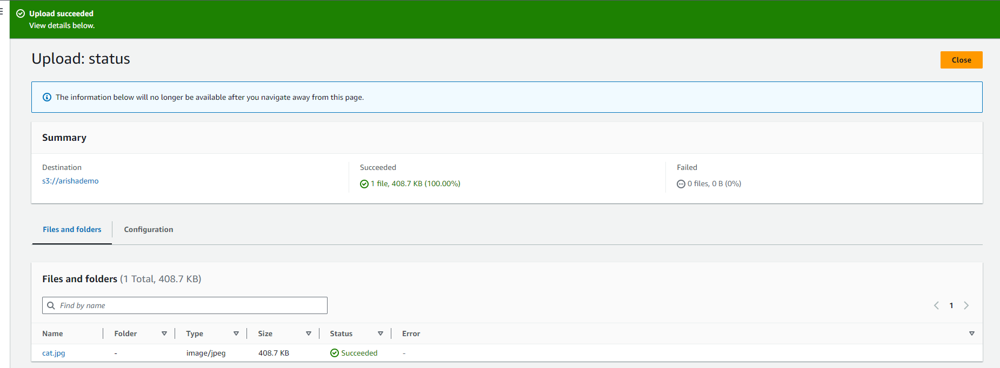 Upload succeeded
View details below.
Upload: status
Close
The information below will no longer be available after you navigate away from this page.
Summary
Destination
s3://arishademo
Succeeded
1 file, 408.7 KB (100.00%)
Failed
0 files, 0 B (0%)
Files and folders
Configuration
Files and folders (1 Total, 408.7 KB)
Find by name
1
Name Folder Type Size Status Error
cat.jpg - image/jpeg 408.7 KB Succeeded -